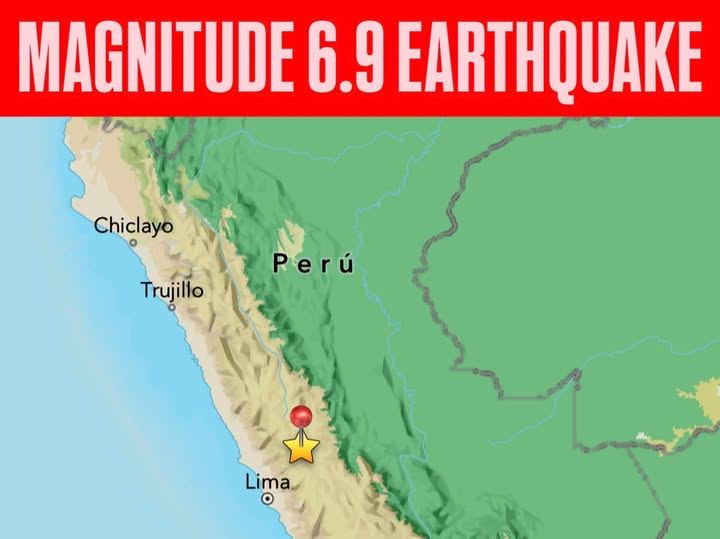 MAGNITUDE 6.9 EARTHQUAKE
Chiclayo
Perú
Trujillo
Lima